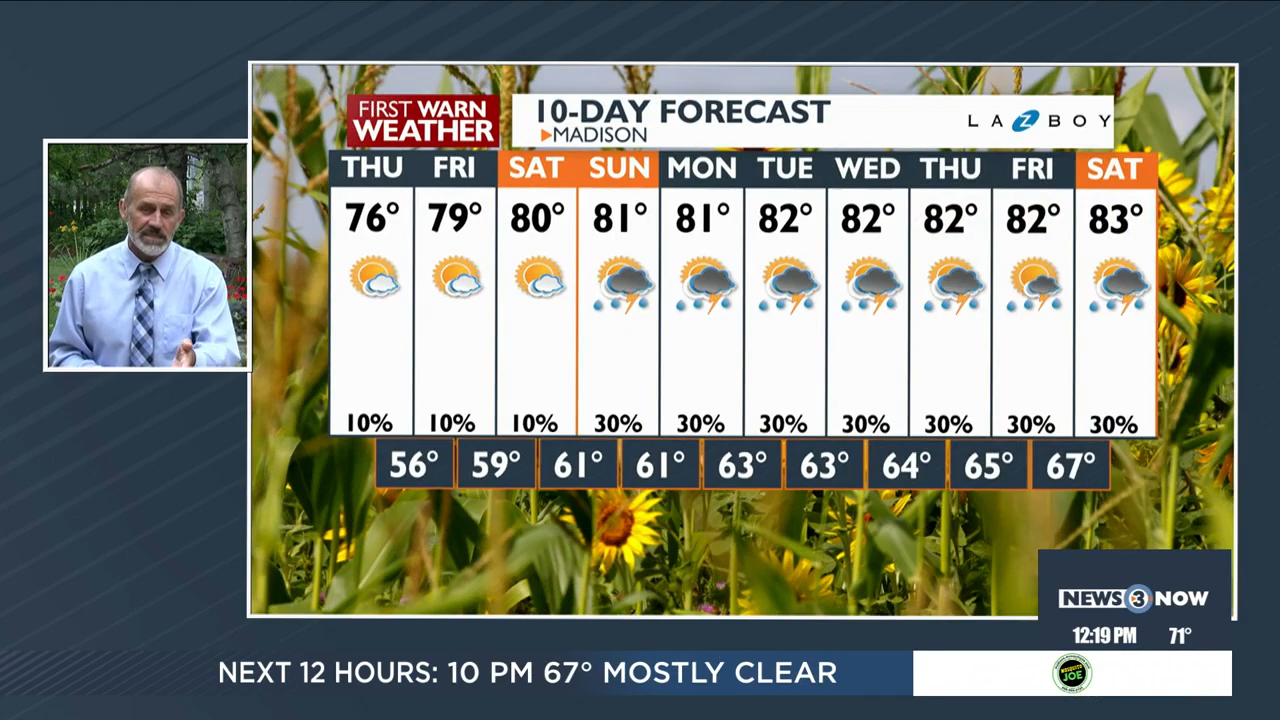 FIRST WARN
WEATHER
10-DAY FORECAST
MADISON
LA Z BOY
THU FRI SAT SUN MON TUE WED THU FRI SAT
76° 79° 80° 81° 81° 82° 82° 82° 82° 83°
10% 10% 10% 30% 30% 30% 30% 30% 30% 30%
56° 59° 61° 61° 63° 63° 64° 65° 67°
NEWS 3 NOW
12:19 PM 71°
NEXT 12 HOURS: 10 PM 67° MOSTLY CLEAR
MOSQUITO
JOE